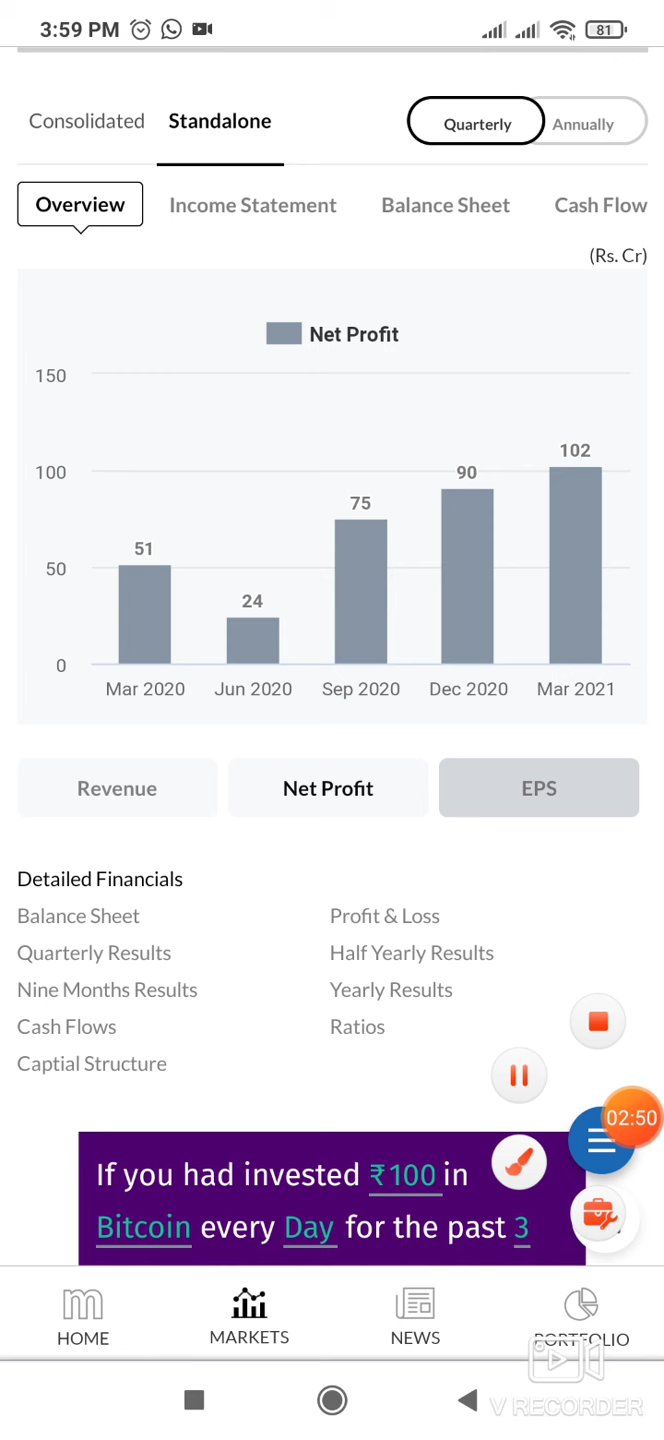 3:59 PM 81
Consolidated Standalone Quarterly Annually
Overview Income Statement Balance Sheet Cash Flow
(Rs. Cr)
Net Profit
150
100
50
0
51 24 75 90 102
Mar 2020 Jun 2020 Sep 2020 Dec 2020 Mar 2021
Revenue Net Profit EPS
Detailed Financials
Balance Sheet Profit & Loss
Quarterly Results Half Yearly Results
Nine Months Results Yearly Results
Cash Flows Ratios
Captial Structure
02:50
If you had invested ₹100 in
Bitcoin every Day for the past 3
HOME MARKETS NEWS PORTFOLIO
V RECORDER